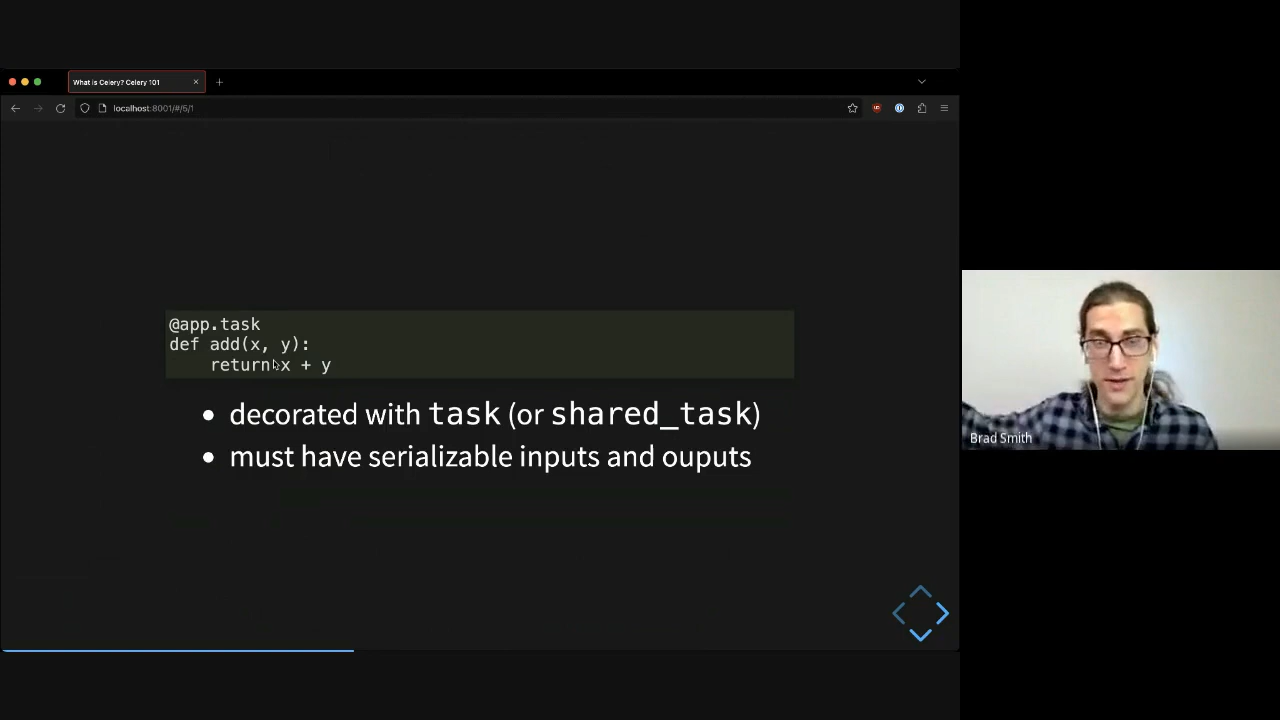 What is Celery? Celery 101
localhost:8001/#/5/1
@app.task
def add(x, y):
    return x + y
decorated with task (or shared_task)
must have serializable inputs and ouputs
Brad Smith